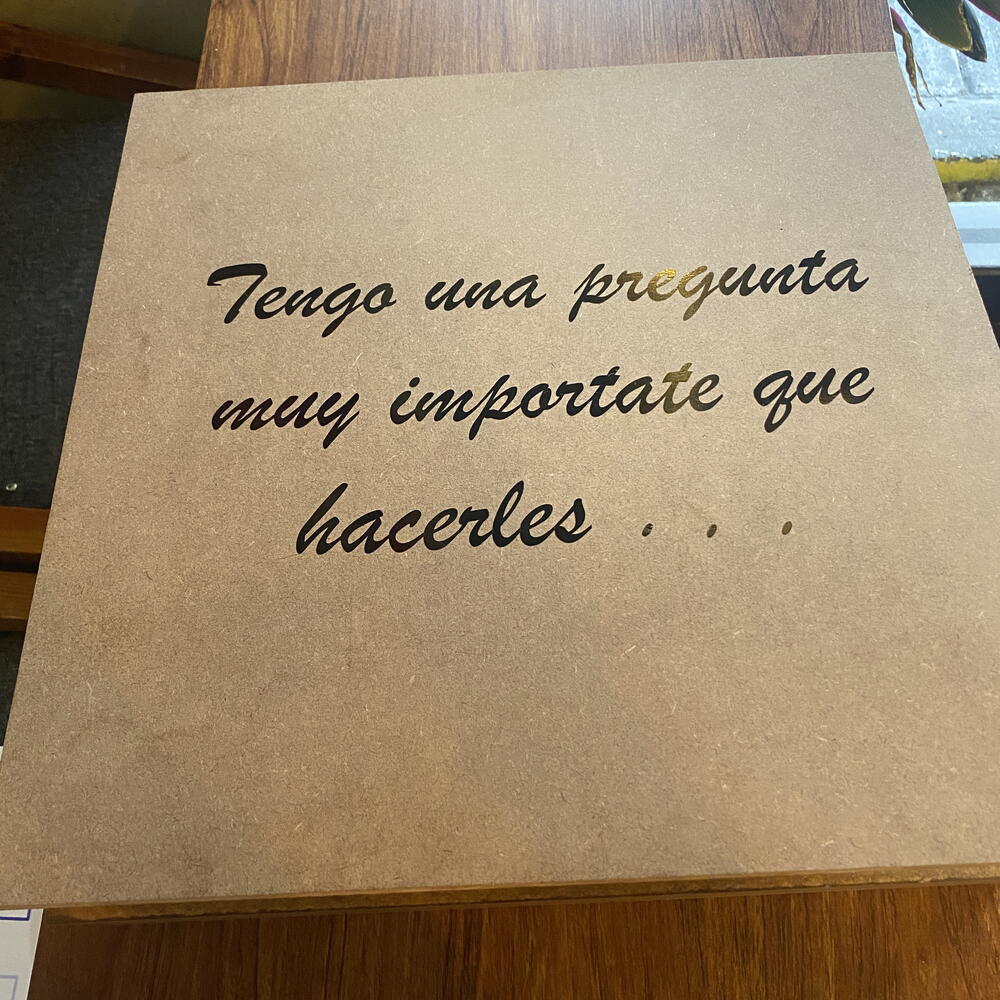 Tengo una pregunta
muy importate que
hacerles . . .